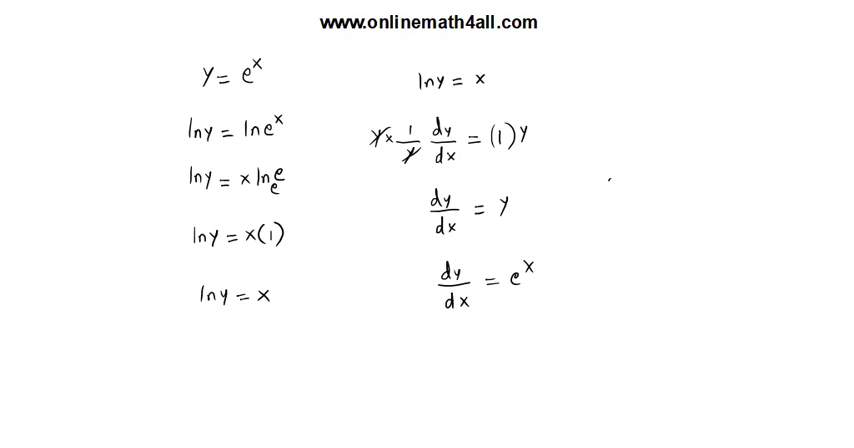 www.onlinemath4all.com
y = e^x
ln y = ln e^x
ln y = x ln_e e
ln y = x(1)
ln y = x
ln y = x
y × 1/y dy/dx = (1) y
dy/dx = y
dy/dx = e^x